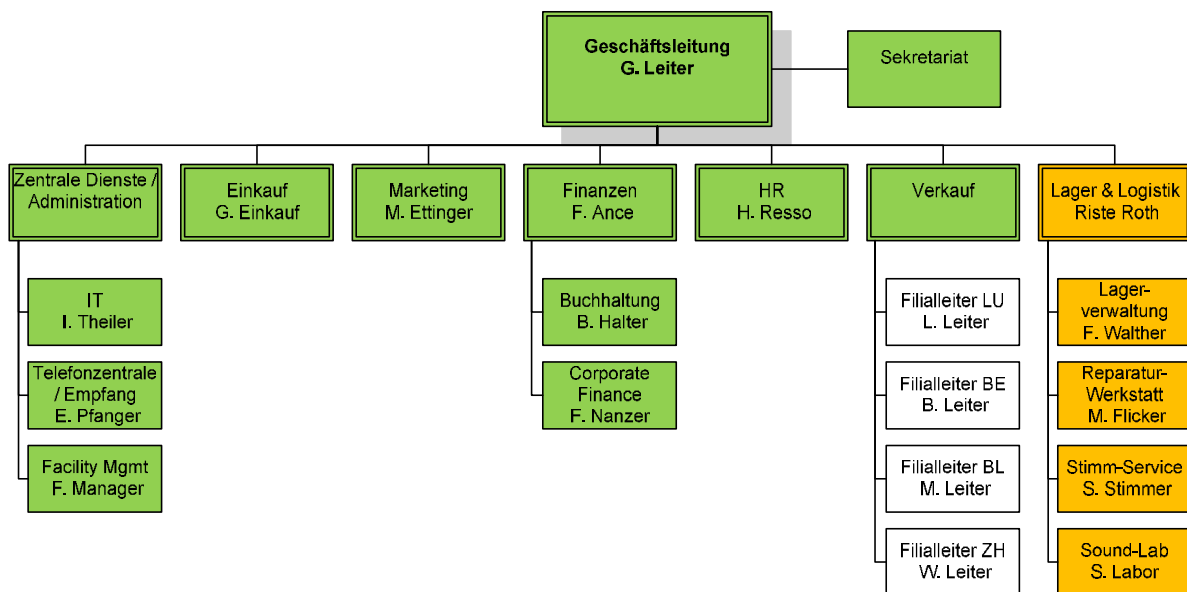 Geschäftsleitung
G. Leiter
Sekretariat
Zentrale Dienste /
Administration
Einkauf
G. Einkauf
Marketing
M. Ettinger
Finanzen
F. Ance
HR
H. Resso
Verkauf
Lager & Logistik
Riste Roth
IT
I. Theiler
Telefonzentrale
/ Empfang
E. Pfanger
Facility Mgmt
F. Manager
Buchhaltung
B. Halter
Corporate
Finance
F. Nanzer
Filialleiter LU
L. Leiter
Filialleiter BE
B. Leiter
Filialleiter BL
M. Leiter
Filialleiter ZH
W. Leiter
Lager-
verwaltung
F. Walther
Reparatur-
Werkstatt
M. Flicker
Stimm-Service
S. Stimmer
Sound-Lab
S. Labor